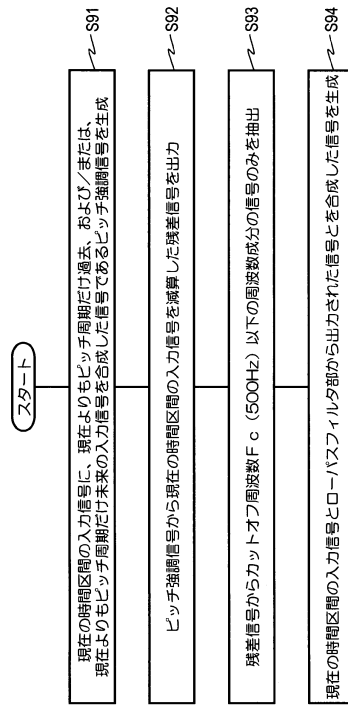 スタート
現在の時間区間の入力信号に、現在よりもピッチ周期だけ過去、および/または、
現在よりもピッチ周期だけ未来の入力信号を合成した信号であるピッチ強調信号を生成
S91
ピッチ強調信号から現在の時間区間の入力信号を減算した残差信号を出力
S92
残差信号からカットオフ周波数Fc(500Hz)以下の周波数成分の信号のみを抽出
S93
現在の時間区間の入力信号とローパスフィルタ部から出力された信号とを合成した信号を生成
S94